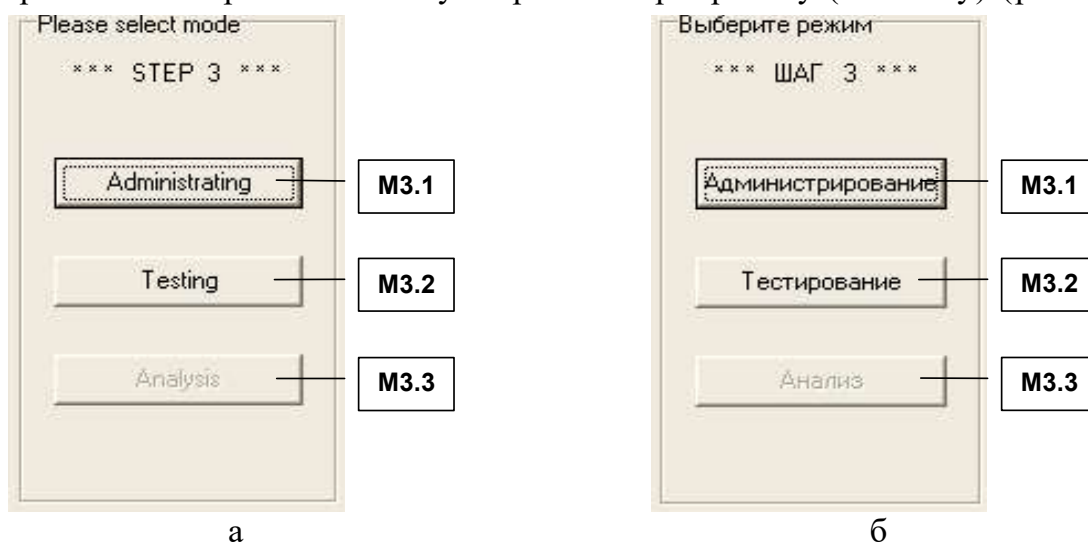 Please select mode
*** STEP 3 ***
Administrating
M3.1
Testing
M3.2
Analysis
M3.3
а
Выберите режим
*** ШАГ 3 ***
Администрирование
M3.1
Тестирование
M3.2
Анализ
M3.3
б